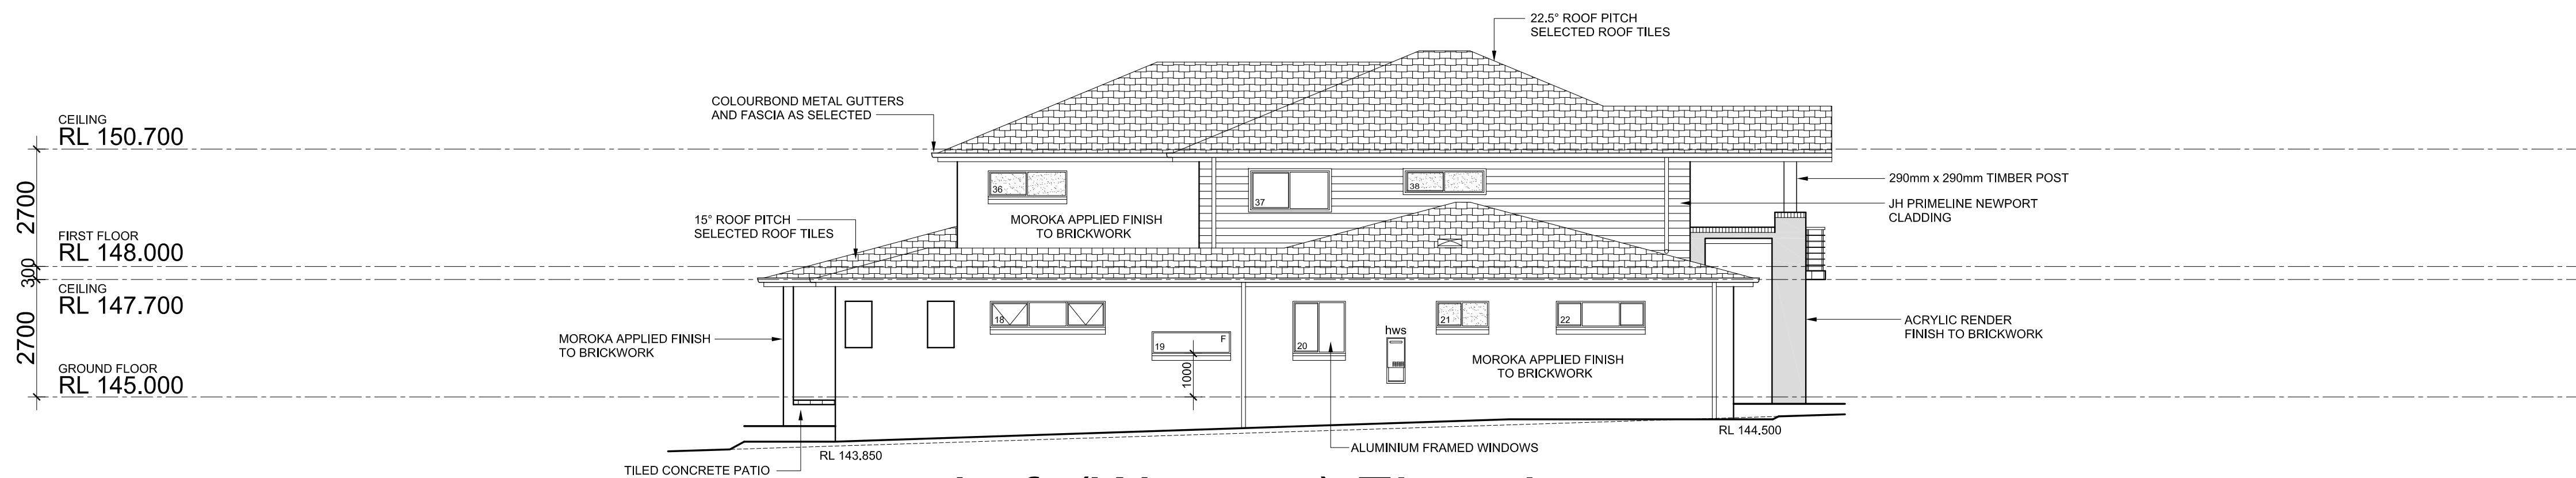 22.5° ROOF PITCH
SELECTED ROOF TILES
COLOURBOND METAL GUTTERS
AND FASCIA AS SELECTED
CEILING
RL 150.700
2700
290mm x 290mm TIMBER POST
JH PRIMELINE NEWPORT
CLADDING
36
37
38
MOROKA APPLIED FINISH
TO BRICKWORK
15° ROOF PITCH
SELECTED ROOF TILES
FIRST FLOOR
RL 148.000
300
CEILING
RL 147.700
2700
18
19
F
20
hws
21
22
ACRYLIC RENDER
FINISH TO BRICKWORK
MOROKA APPLIED FINISH
TO BRICKWORK
MOROKA APPLIED FINISH
TO BRICKWORK
GROUND FLOOR
RL 145.000
1000
RL 144.500
ALUMINIUM FRAMED WINDOWS
RL 143.850
TILED CONCRETE PATIO